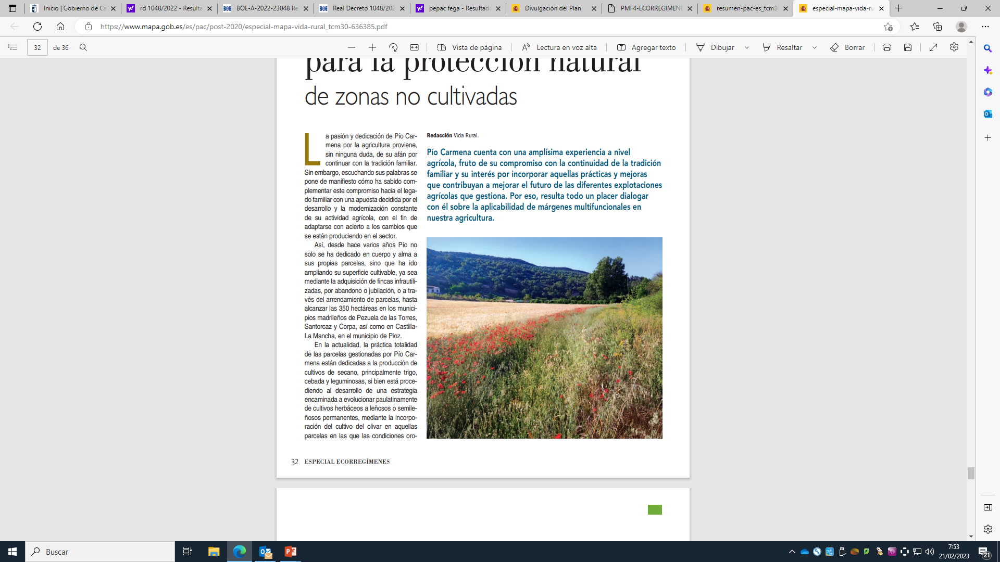 Inicio | Gobierno de Ca
rd 1048/2022 - Resulta
BOE-A-2022-23048 Re
Real Decreto 1048/202
pepac fega - Resultado
Divulgación del Plan
PMF4-ECORREGIMENE
resumen-pac-es_tcm3
especial-mapa-vida-ru
https://www.mapa.gob.es/es/pac/post-2020/especial-mapa-vida-rural_tcm30-636385.pdf
32 de 36
Vista de página
Lectura en voz alta
Agregar texto
Dibujar
Resaltar
Borrar
para la protección natural
de zonas no cultivadas
La pasión y dedicación de Pío Car-
mena por la agricultura proviene,
sin ninguna duda, de su afán por
continuar con la tradición familiar.
Sin embargo, escuchando sus palabras se
pone de manifiesto cómo ha sabido com-
plementar este compromiso hacia el lega-
do familiar con una apuesta decidida por el
desarrollo y la modernización constante
de su actividad agrícola, con el fin de
adaptarse con acierto a los cambios que
se están produciendo en el sector.
Así, desde hace varios años Pío no
solo se ha dedicado en cuerpo y alma a
sus propias parcelas, sino que ha ido
ampliando su superficie cultivable, ya sea
mediante la adquisición de fincas infrautili-
zadas, por abandono o jubilación, o a tra-
vés del arrendamiento de parcelas, hasta
alcanzar las 350 hectáreas en los munici-
pios madrileños de Pezuela de las Torres,
Santorcaz y Corpa, así como en Castilla-
La Mancha, en el municipio de Pioz.
En la actualidad, la práctica totalidad
de las parcelas gestionadas por Pío Car-
mena están dedicadas a la producción de
cultivos de secano, principalmente trigo,
cebada y leguminosas, si bien está proce-
diendo al desarrollo de una estrategia
encaminada a evolucionar paulatinamente
de cultivos herbáceos a leñosos o semile-
ñosos permanentes, mediante la incorpo-
ración del cultivo del olivar en aquellas
parcelas en las que las condiciones oro-
Redacción Vida Rural.
Pío Carmena cuenta con una amplísima experiencia a nivel
agrícola, fruto de su compromiso con la continuidad de la tradición
familiar y su interés por incorporar aquellas prácticas y mejoras
que contribuyan a mejorar el futuro de las diferentes explotaciones
agrícolas que gestiona. Por eso, resulta todo un placer dialogar
con él sobre la aplicabilidad de márgenes multifuncionales en
nuestra agricultura.
32 ESPECIAL ECORREGÍMENES
Buscar
7:53
21/02/2023
21